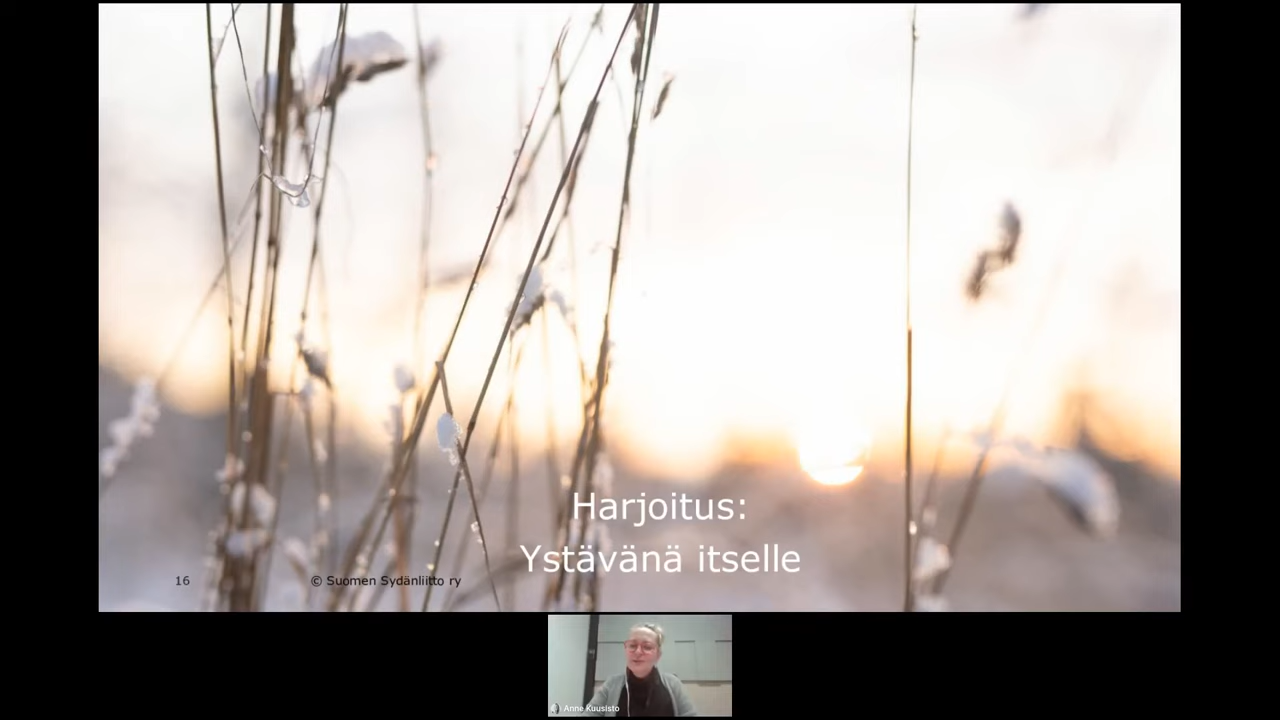 Harjoitus:
Ystävänä itselle
16
© Suomen Sydänliitto ry
Anne Kuusisto